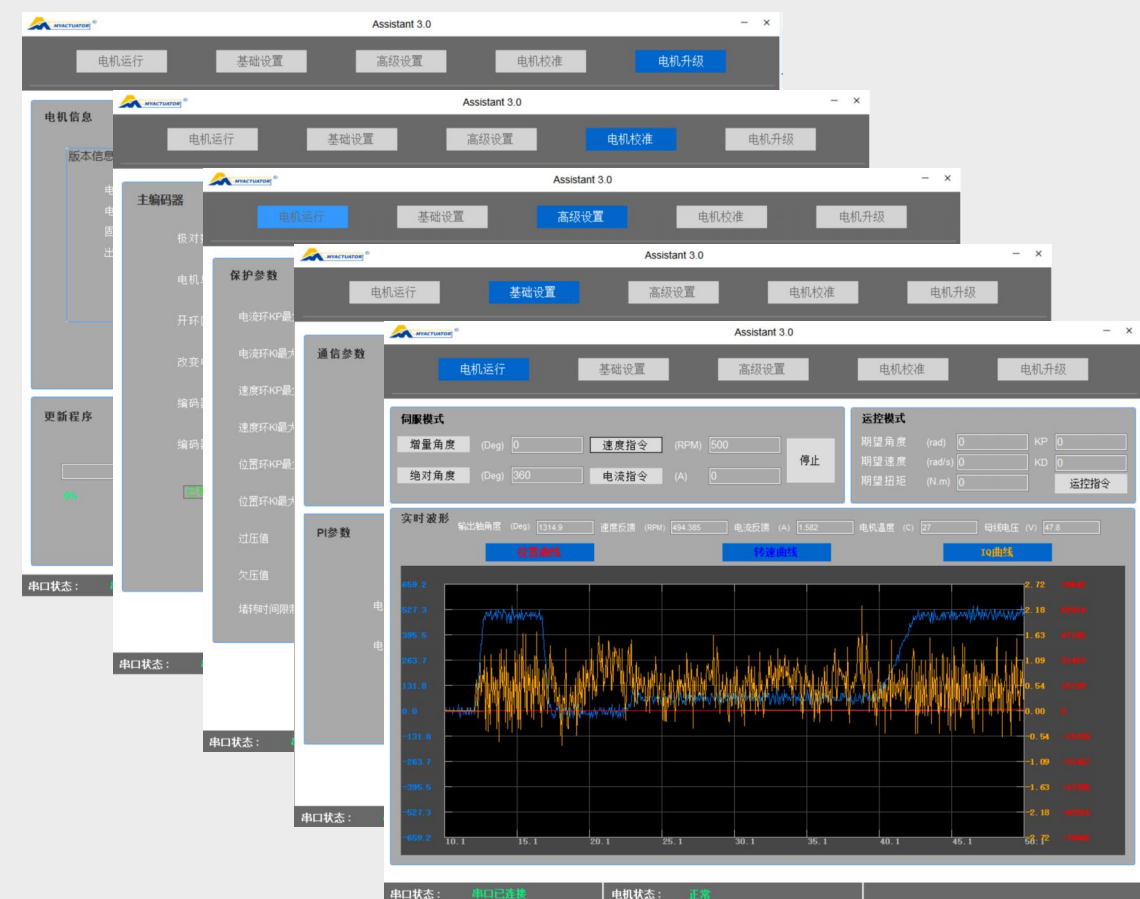 MYACTUATOR
Assistant 3.0
电机运行 基础设置 高级设置 电机校准 电机升级
电机信息
版本信息
更新程序
0%
串口状态：
MYACTUATOR
Assistant 3.0
电机运行 基础设置 高级设置 电机校准 电机升级
主编码器
极对
电机
开环
改变
编码
编码
串口状态：
MYACTUATOR
Assistant 3.0
电机运行 基础设置 高级设置 电机校准 电机升级
保护参数
电流环KP最
电流环KI最大
速度环KP最
速度环KI最大
位置环KP最
位置环KI最大
过压值
欠压值
堵转时间限
串口状态：
MYACTUATOR
Assistant 3.0
电机运行 基础设置 高级设置 电机校准 电机升级
通信参数
PI参数
电
电
串口状态：
MYACTUATOR
Assistant 3.0
电机运行 基础设置 高级设置 电机校准 电机升级
伺服模式
增量角度 (Deg) 0 速度指令 (RPM) 500
停止
绝对角度 (Deg) 360 电流指令 (A) 0
运控模式
期望角度 (rad) 0 KP 0
期望速度 (rad/s) 0 KD 0
期望扭矩 (N.m) 0 运控指令
实时波形
输出轴角度 (Deg) 1314.9 速度反馈 (RPM) 494.385 电流反馈 (A) 1.582 电机温度 (C) 27 母线电压 (V) 47.8
位置曲线 转速曲线 IQ曲线
659.2 2.72
527.3 2.18
395.5 1.63
263.7 1.09
131.8 0.54
0.0 0.00 0
-131.8 -0.54
-263.7 -1.09
-395.5 -1.63
-527.3 -2.18
-659.2 -2.72
10.1 15.1 20.1 25.1 30.1 35.1 40.1 45.1 50.1
串口状态： 串口已连接 电机状态： 正常